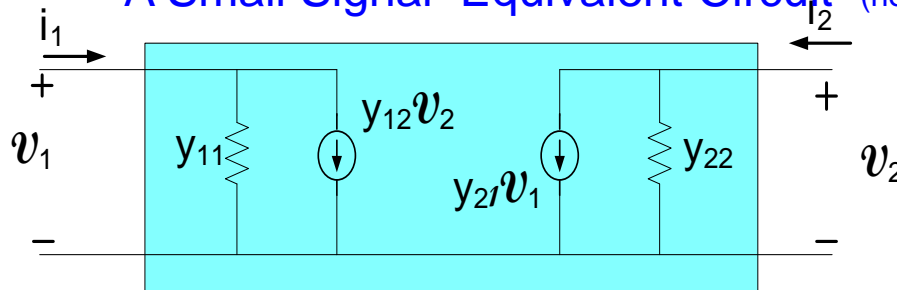 A Small Signal Equivalent Circuit
i₁
i₂
+
+
y₁₂𝒗₂
𝒗₁
y₁₁
y₂₂
𝒗₂
y₂₁𝒗₁
−
−